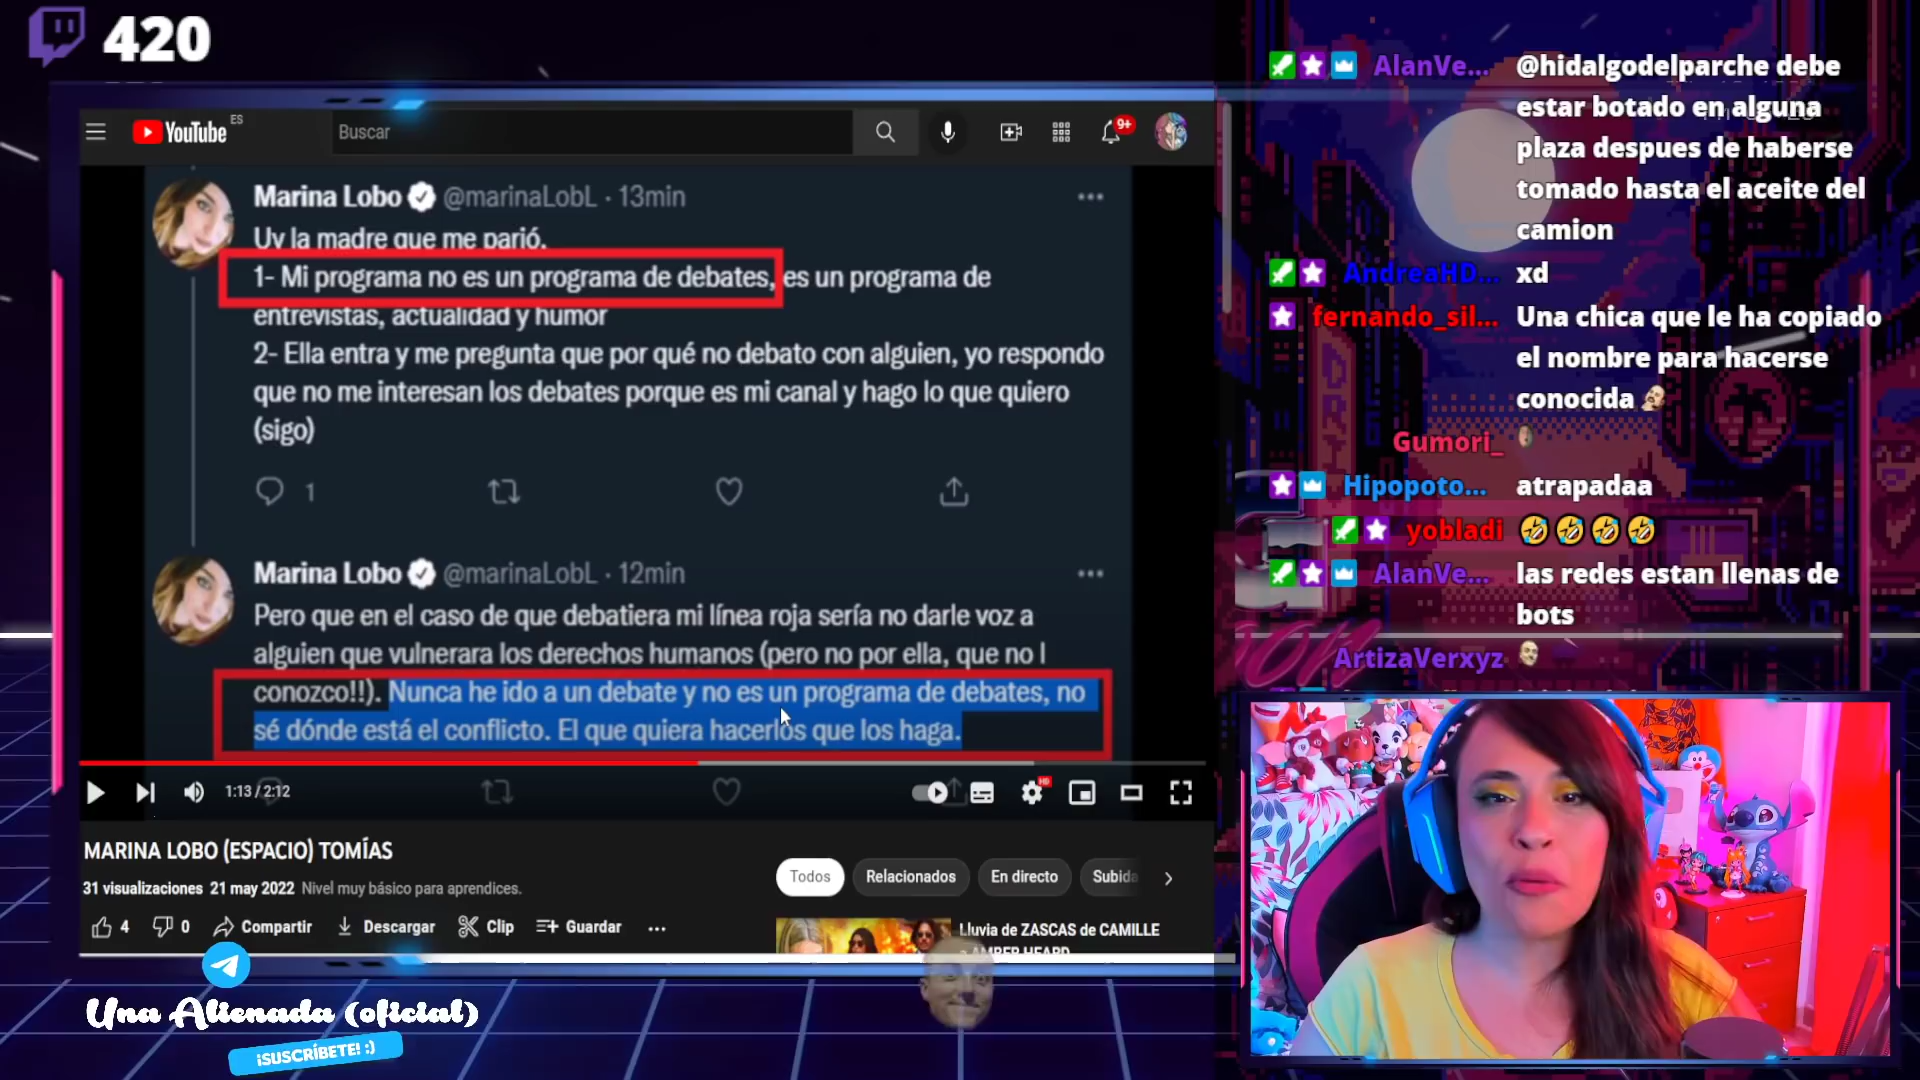 420
YouTube ES
Buscar
9+
Marina Lobo @marinaLobL · 13min
Uy la madre que me parió.
1- Mi programa no es un programa de debates, es un programa de
entrevistas, actualidad y humor
2- Ella entra y me pregunta que por qué no debato con alguien, yo respondo
que no me interesan los debates porque es mi canal y hago lo que quiero
(sigo)
1
Marina Lobo @marinaLobL · 12min
Pero que en el caso de que debatiera mi línea roja sería no darle voz a
alguien que vulnerara los derechos humanos (pero no por ella, que no l
conozco!!). Nunca he ido a un debate y no es un programa de debates, no
sé dónde está el conflicto. El que quiera hacerlos que los haga.
1:13 / 2:12
HD
MARINA LOBO (ESPACIO) TOMÍAS
31 visualizaciones 21 may 2022 Nivel muy básico para aprendices.
4 0 Compartir Descargar Clip Guardar
Todos Relacionados En directo Subida
Lluvia de ZASCAS de CAMILLE
a AMBER HEARD
Una Alienada (oficial)
¡SUSCRÍBETE! :)
AlanVe... @hidalgodelparche debe
estar botado en alguna
plaza despues de haberse
tomado hasta el aceite del
camion
AndreaHD... xd
fernando_sil... Una chica que le ha copiado
el nombre para hacerse
conocida
Gumori_
Hipopoto... atrapadaa
yobladi 🤣 🤣 🤣 🤣
AlanVe... las redes estan llenas de
bots
ArtizaVerxyz